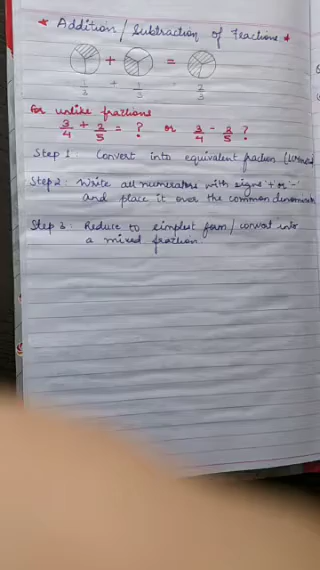 * Addition/Subtraction of Fractions *
+ =
1/3 + 1/3 2/3
For unlike fractions
3/4 + 2/5 = ? or 3/4 - 2/5 ?
Step 1: Convert into equivalent fraction
Step 2: Write all numerators with signs + or '-'
and place it over the common denominator
Step 3: Reduce to simplest form/convert into
a mixed fraction.